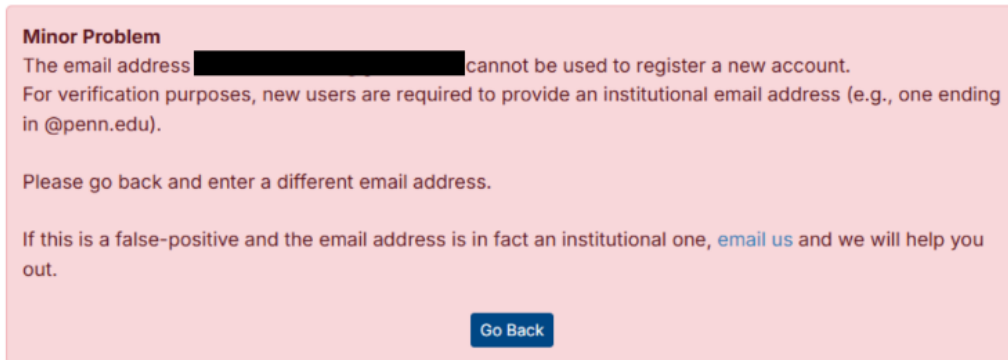 Minor Problem
The email address cannot be used to register a new account.
For verification purposes, new users are required to provide an institutional email address (e.g., one ending
in @penn.edu).
Please go back and enter a different email address.
If this is a false-positive and the email address is in fact an institutional one, email us and we will help you
out.
Go Back